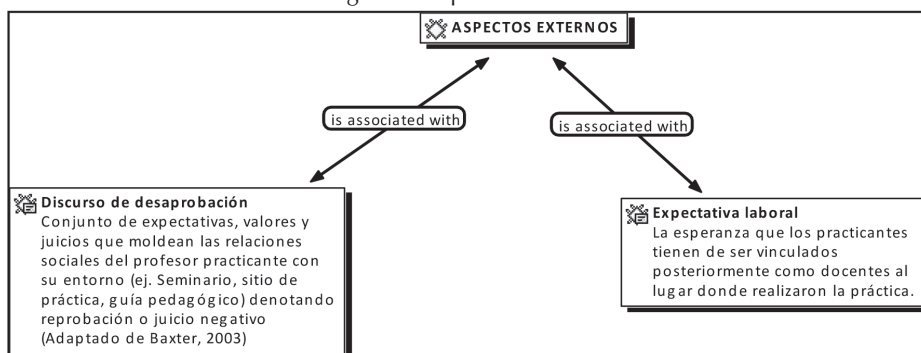 ASPECTOS EXTERNOS
is associated with
is associated with
Discurso de desaprobación
Conjunto de expectativas, valores y
juicios que moldean las relaciones
sociales del profesor practicante con
su entorno (ej. Seminario, sitio de
práctica, guía pedagógico) denotando
reprobación o juicio negativo
(Adaptado de Baxter, 2003)
Expectativa laboral
La esperanza que los practicantes
tienen de ser vinculados
posteriormente como docentes al
lugar donde realizaron la práctica.